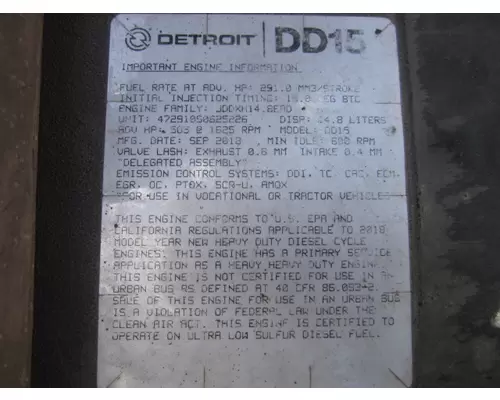 DETROIT DD15
IMPORTANT ENGINE INFORMATION
FUEL RATE AT ADV. HP: 291.0 MM3/STROKE
INITIAL INJECTION TIMING: DEG BTC
ENGINE FAMILY:
UNIT: DISP: 14.8 LITERS
ADV HP: 503 @ 1625 RPM MODEL: DD15
MFG. DATE: SEP 2018 MIN IDLE: 600 RPM
VALVE LASH: EXHAUST 0.6 MM INTAKE 0.4 MM
"DELEGATED ASSEMBLY"
EMISSION CONTROL SYSTEMS: DDI, TC, CAC, ECM,
EGR, OC, PTOX, SCR-U, AMOX
"FOR USE IN VOCATIONAL OR TRACTOR VEHICLES"
THIS ENGINE CONFORMS TO U.S. EPA AND
CALIFORNIA REGULATIONS APPLICABLE TO 2018
MODEL YEAR NEW HEAVY DUTY DIESEL CYCLE
ENGINES. THIS ENGINE HAS A PRIMARY SERVICE
APPLICATION AS A HEAVY HEAVY DUTY ENGINE.
THIS ENGINE IS NOT CERTIFIED FOR USE IN AN
URBAN BUS AS DEFINED AT 40 CFR 86.093-2.
SALE OF THIS ENGINE FOR USE IN AN URBAN BUS
IS A VIOLATION OF FEDERAL LAW UNDER THE
CLEAN AIR ACT. THIS ENGINE IS CERTIFIED TO
OPERATE ON ULTRA LOW SULFUR DIESEL FUEL.